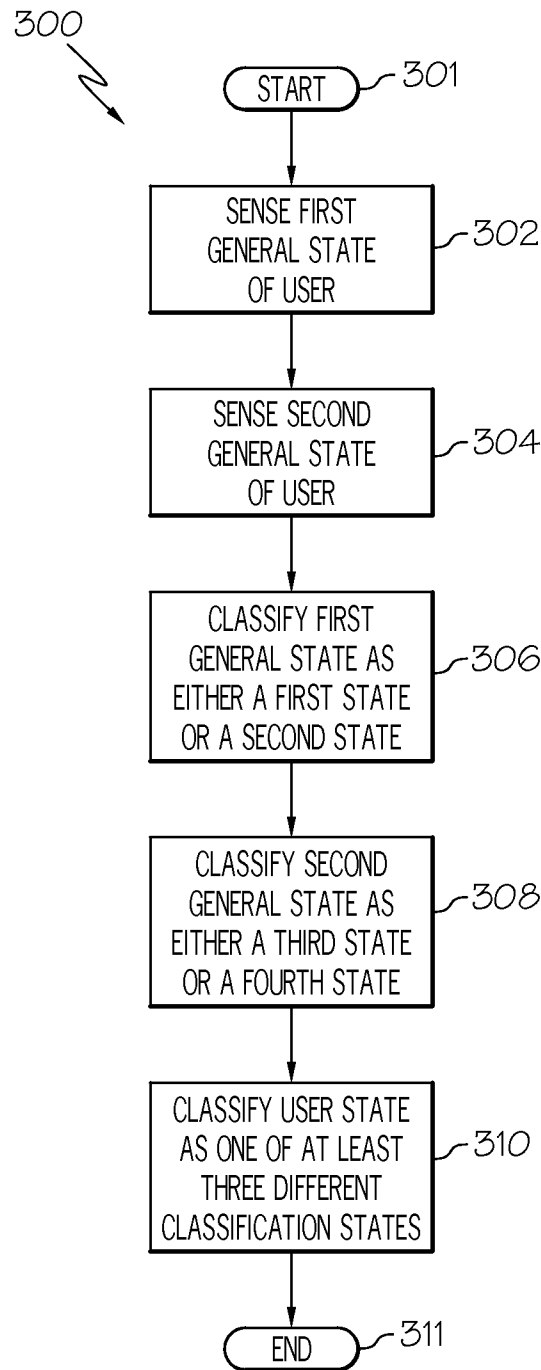 300
START
301
SENSE FIRST
GENERAL STATE
OF USER
302
SENSE SECOND
GENERAL STATE
OF USER
304
CLASSIFY FIRST
GENERAL STATE AS
EITHER A FIRST STATE
OR A SECOND STATE
306
CLASSIFY SECOND
GENERAL STATE AS
EITHER A THIRD STATE
OR A FOURTH STATE
308
CLASSIFY USER STATE
AS ONE OF AT LEAST
THREE DIFFERENT
CLASSIFICATION STATES
310
END
311